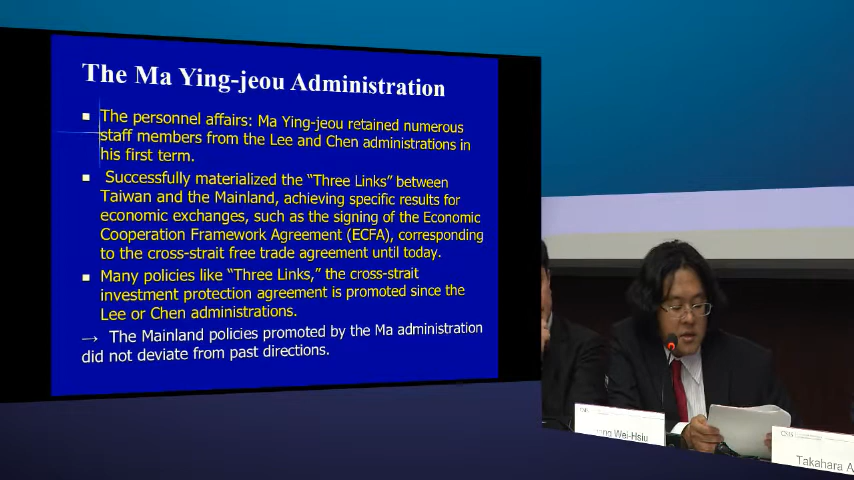 The Ma Ying-jeou Administration
The personnel affairs: Ma Ying-jeou retained numerous
staff members from the Lee and Chen administrations in
his first term.
Successfully materialized the “Three Links” between
Taiwan and the Mainland, achieving specific results for
economic exchanges, such as the signing of the Economic
Cooperation Framework Agreement (ECFA), corresponding
to the cross-strait free trade agreement until today.
Many policies like “Three Links,” the cross-strait
investment protection agreement is promoted since the
Lee or Chen administrations.
→ The Mainland policies promoted by the Ma administration
did not deviate from past directions.
CSIS
Wei-Hsiu
CSIS
Takahara A